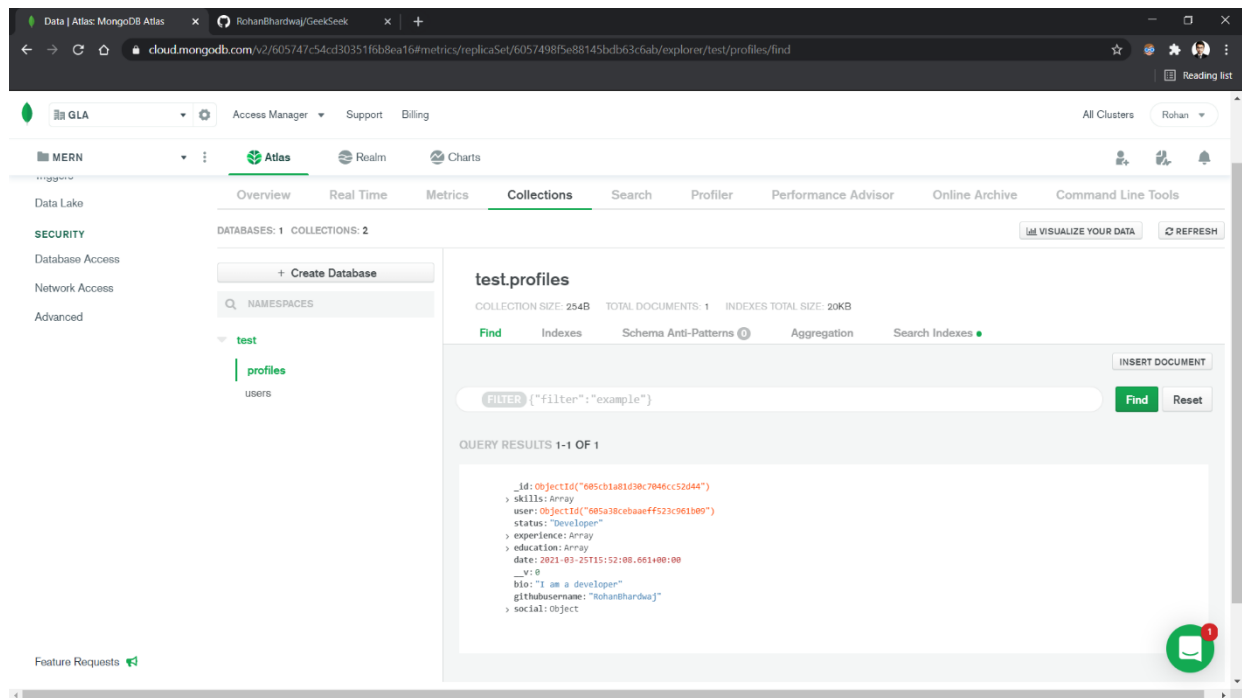 Data | Atlas: MongoDB Atlas
RohanBhardwaj/GeekSeek
cloud.mongodb.com/v2/605747c54cd30351f6b8ea16#metrics/replicaSet/6057498f5e88145bdb63c6ab/explorer/test/profiles/find
Reading list
GLA
Access Manager
Support
Billing
All Clusters
Rohan
MERN
Atlas
Realm
Charts
Triggers
Data Lake
SECURITY
Database Access
Network Access
Advanced
Feature Requests
Overview
Real Time
Metrics
Collections
Search
Profiler
Performance Advisor
Online Archive
Command Line Tools
DATABASES: 1 COLLECTIONS: 2
VISUALIZE YOUR DATA
REFRESH
+ Create Database
NAMESPACES
test
profiles
users
test.profiles
COLLECTION SIZE: 254B TOTAL DOCUMENTS: 1 INDEXES TOTAL SIZE: 20KB
Find
Indexes
Schema Anti-Patterns 0
Aggregation
Search Indexes
INSERT DOCUMENT
FILTER {"filter":"example"}
Find
Reset
QUERY RESULTS 1-1 OF 1
_id: ObjectId("605cb1a81d30c7046cc52d44")
skills: Array
user: ObjectId("605a38cebaaeff523c961b09")
status: "Developer"
experience: Array
education: Array
date: 2021-03-25T15:52:08.661+00:00
__v: 0
bio: "I am a developer"
githubusername: "RohanBhardwaj"
social: Object
1